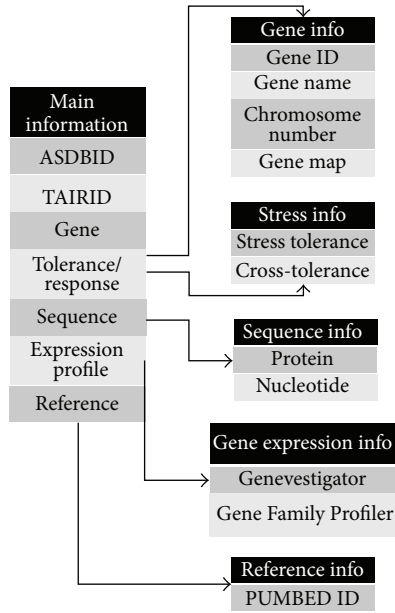 Main
information
ASDBID
TAIRID
Gene
Tolerance/
response
Sequence
Expression
profile
Reference
Gene info
Gene ID
Gene name
Chromosome
number
Gene map
Stress info
Stress tolerance
Cross-tolerance
Sequence info
Protein
Nucleotide
Gene expression info
Genevestigator
Gene Family Profiler
Reference info
PUMBED ID